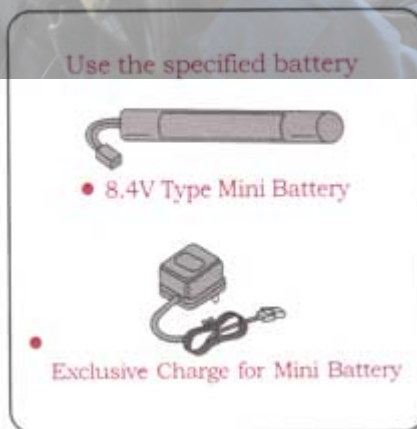 Use the specified battery
• 8.4V Type Mini Battery
•
Exclusive Charge for Mini Battery